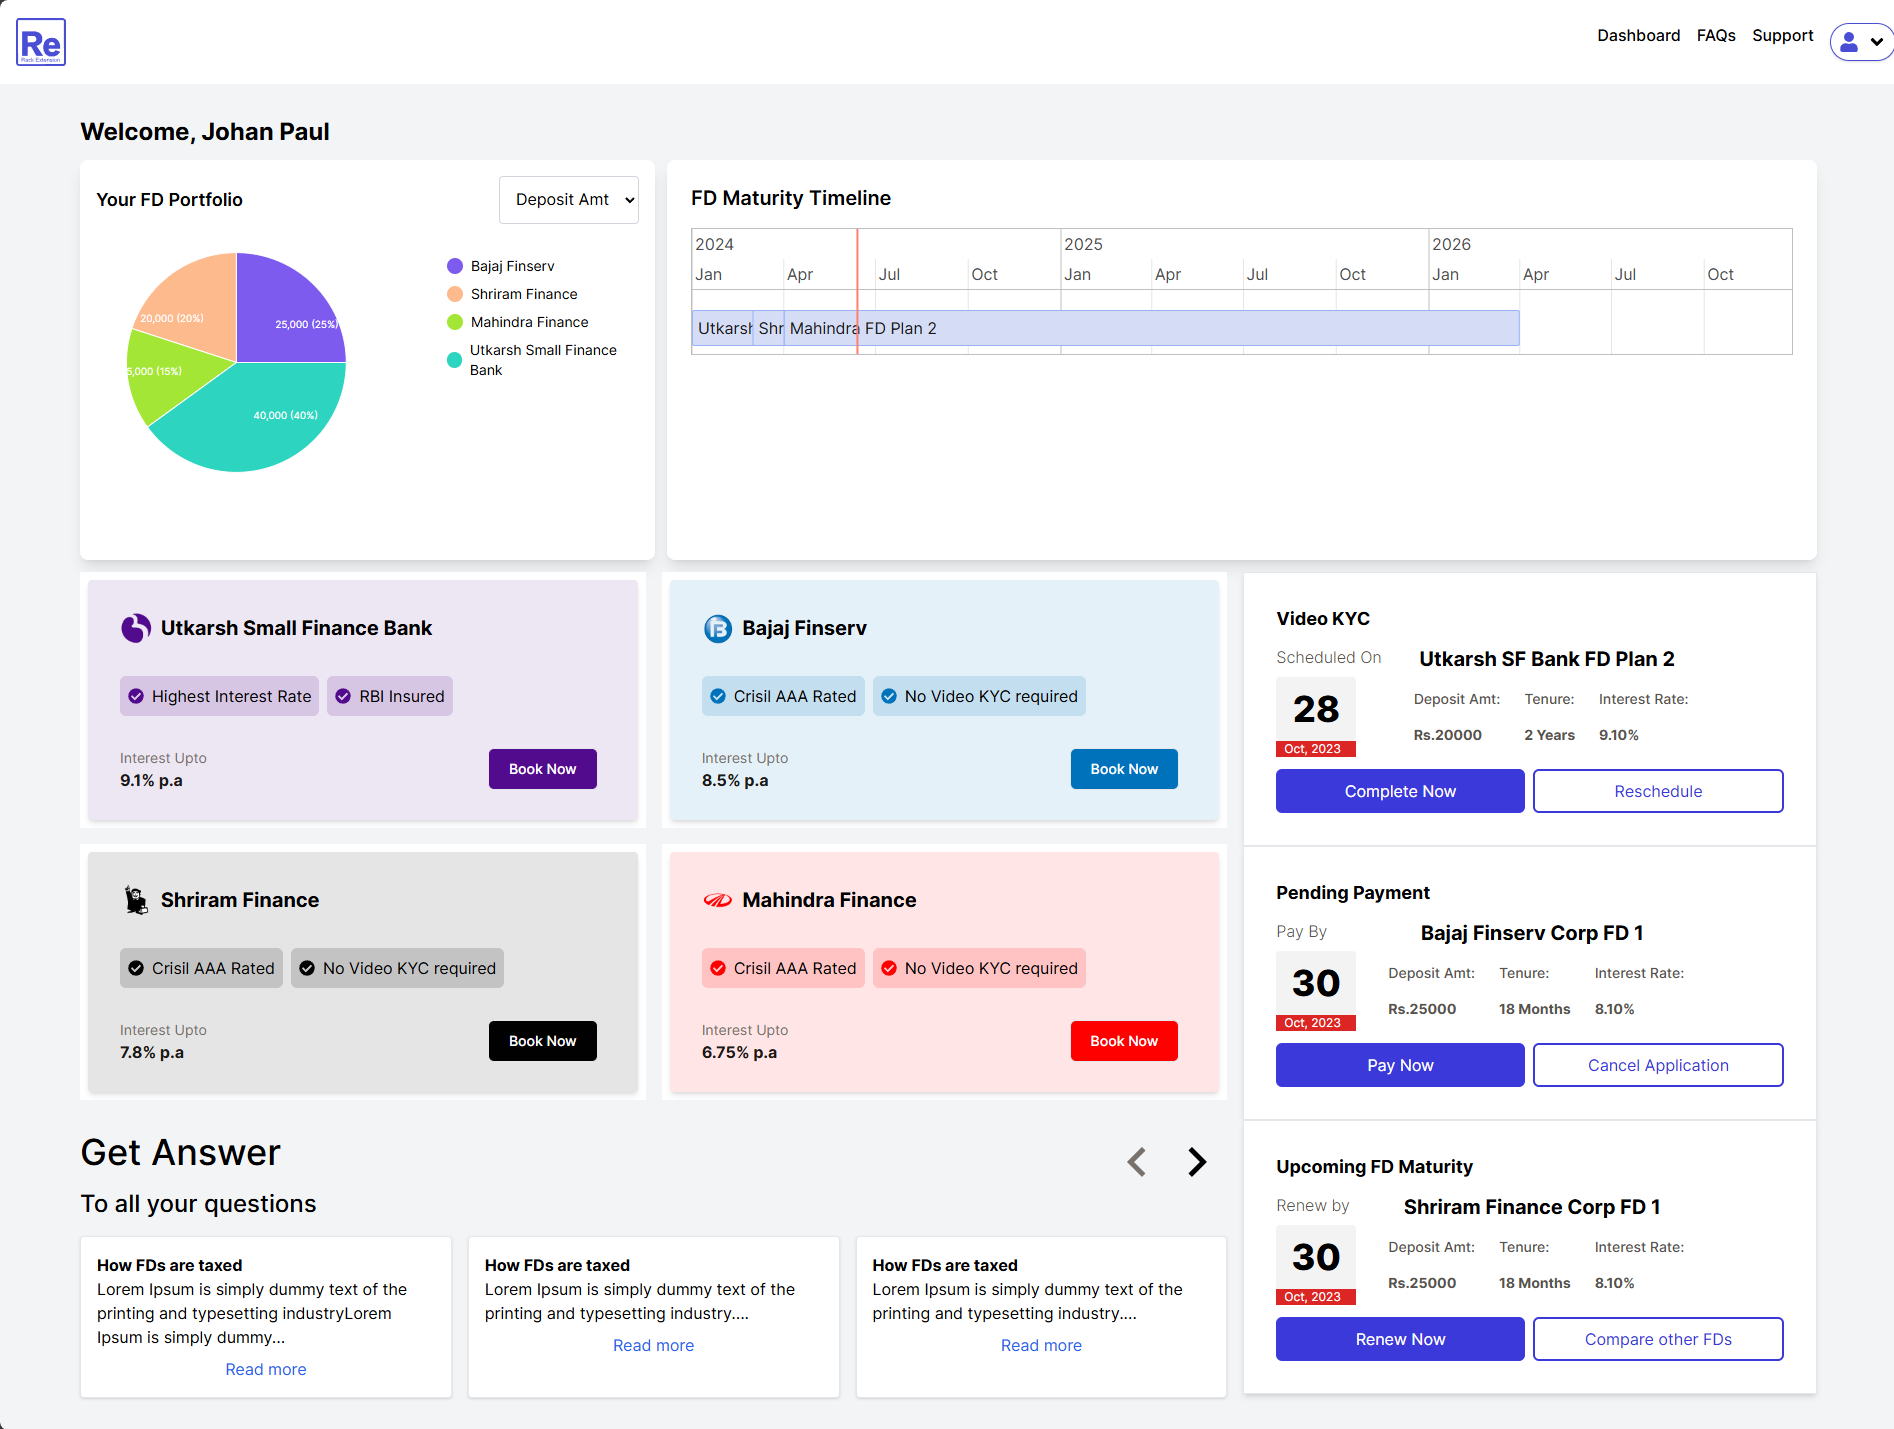 Re
Rack Extension
Dashboard FAQs Support
Welcome, Johan Paul
Your FD Portfolio
Deposit Amt
20,000 (20%)
25,000 (25%)
5,000 (15%)
40,000 (40%)
Bajaj Finserv
Shriram Finance
Mahindra Finance
Utkarsh Small Finance
Bank
FD Maturity Timeline
2024 2025 2026
Jan Apr Jul Oct Jan Apr Jul Oct Jan Apr Jul Oct
Utkarsh Shr Mahindra FD Plan 2
Utkarsh Small Finance Bank
Highest Interest Rate RBI Insured
Interest Upto
9.1% p.a
Book Now
Bajaj Finserv
Crisil AAA Rated No Video KYC required
Interest Upto
8.5% p.a
Book Now
Shriram Finance
Crisil AAA Rated No Video KYC required
Interest Upto
7.8% p.a
Book Now
Mahindra Finance
Crisil AAA Rated No Video KYC required
Interest Upto
6.75% p.a
Book Now
Video KYC
Scheduled On
Utkarsh SF Bank FD Plan 2
28
Oct, 2023
Deposit Amt: Tenure: Interest Rate:
Rs.20000 2 Years 9.10%
Complete Now Reschedule
Pending Payment
Pay By
Bajaj Finserv Corp FD 1
30
Oct, 2023
Deposit Amt: Tenure: Interest Rate:
Rs.25000 18 Months 8.10%
Pay Now Cancel Application
Upcoming FD Maturity
Renew by
Shriram Finance Corp FD 1
30
Oct, 2023
Deposit Amt: Tenure: Interest Rate:
Rs.25000 18 Months 8.10%
Renew Now Compare other FDs
Get Answer
To all your questions
How FDs are taxed
Lorem Ipsum is simply dummy text of the
printing and typesetting industryLorem
Ipsum is simply dummy...
Read more
How FDs are taxed
Lorem Ipsum is simply dummy text of the
printing and typesetting industry....
Read more
How FDs are taxed
Lorem Ipsum is simply dummy text of the
printing and typesetting industry....
Read more